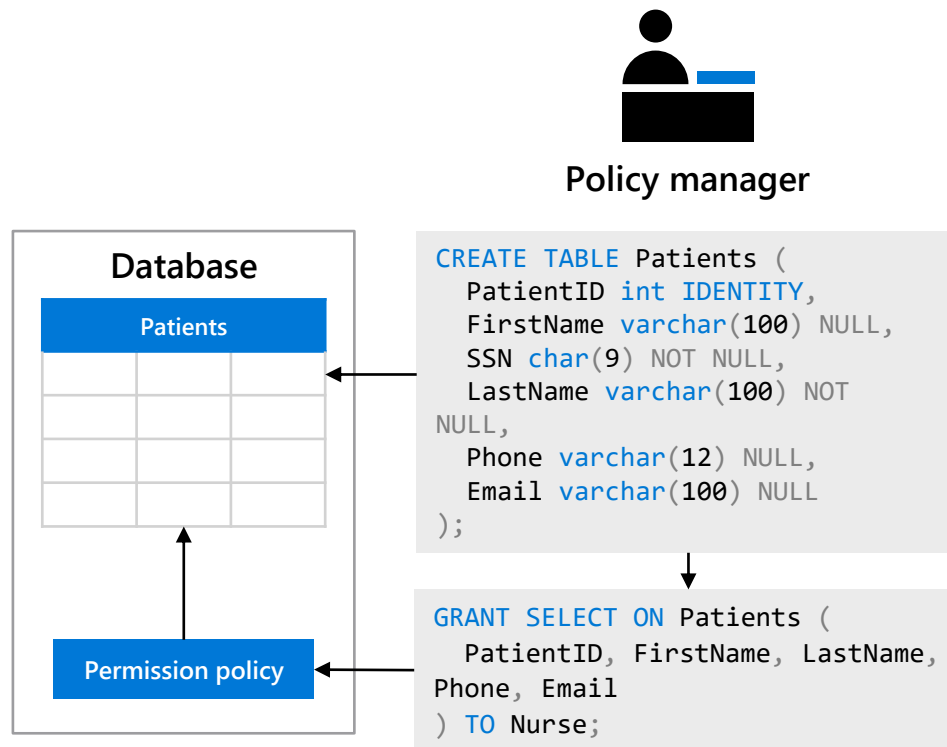 Policy manager
Database
Patients
Permission policy
CREATE TABLE Patients (
PatientID int IDENTITY,
FirstName varchar(100) NULL,
SSN char(9) NOT NULL,
LastName varchar(100) NOT
NULL,
Phone varchar(12) NULL,
Email varchar(100) NULL
);
GRANT SELECT ON Patients (
PatientID, FirstName, LastName,
Phone, Email
) TO Nurse;